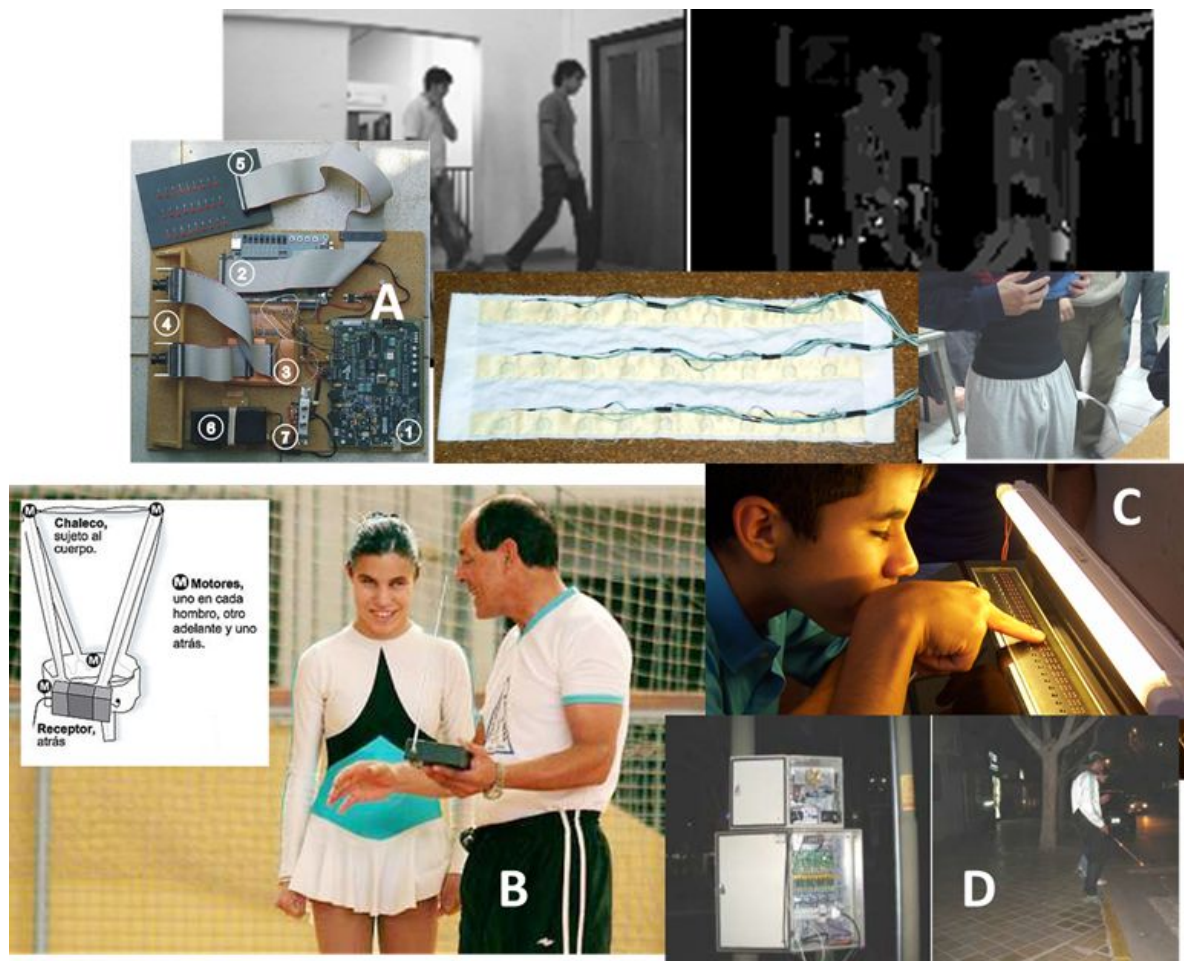 5
2
A
4
3
6
7
1
M
M
Chaleco,
sujeto al
cuerpo.
M Motores,
uno en cada
hombro, otro
adelante y uno
atrás.
M
M
Receptor,
atrás
B
C
D